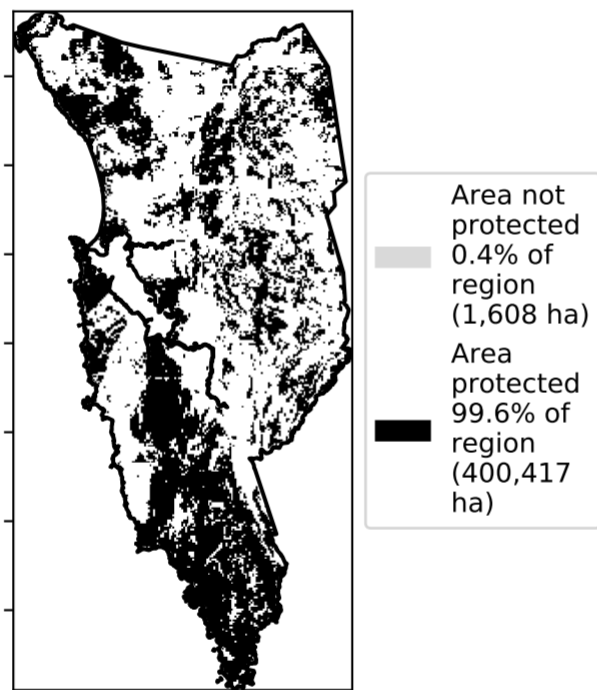 Area not
protected
0.4% of
region
(1,608 ha)
Area
protected
99.6% of
region
(400,417
ha)